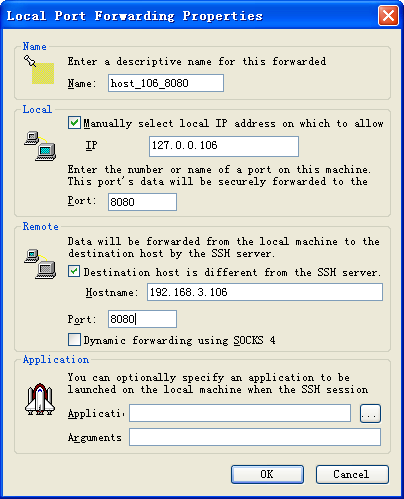 Local Port Forwarding Properties
Name
Enter a descriptive name for this forwarded
Name: host_106_8080
Local
Manually select local IP address on which to allow
IP 127.0.0.106
Enter the number or name of a port on this machine.
This port's data will be securely forwarded to the
Port: 8080
Remote
Data will be forwarded from the local machine to the
destination host by the SSH server.
Destination host is different from the SSH server.
Hostname: 192.168.3.106
Port: 8080
Dynamic forwarding using SOCKS 4
Application
You can optionally specify an application to be
launched on the local machine when the SSH session
Applicati ...
Arguments
OK Cancel